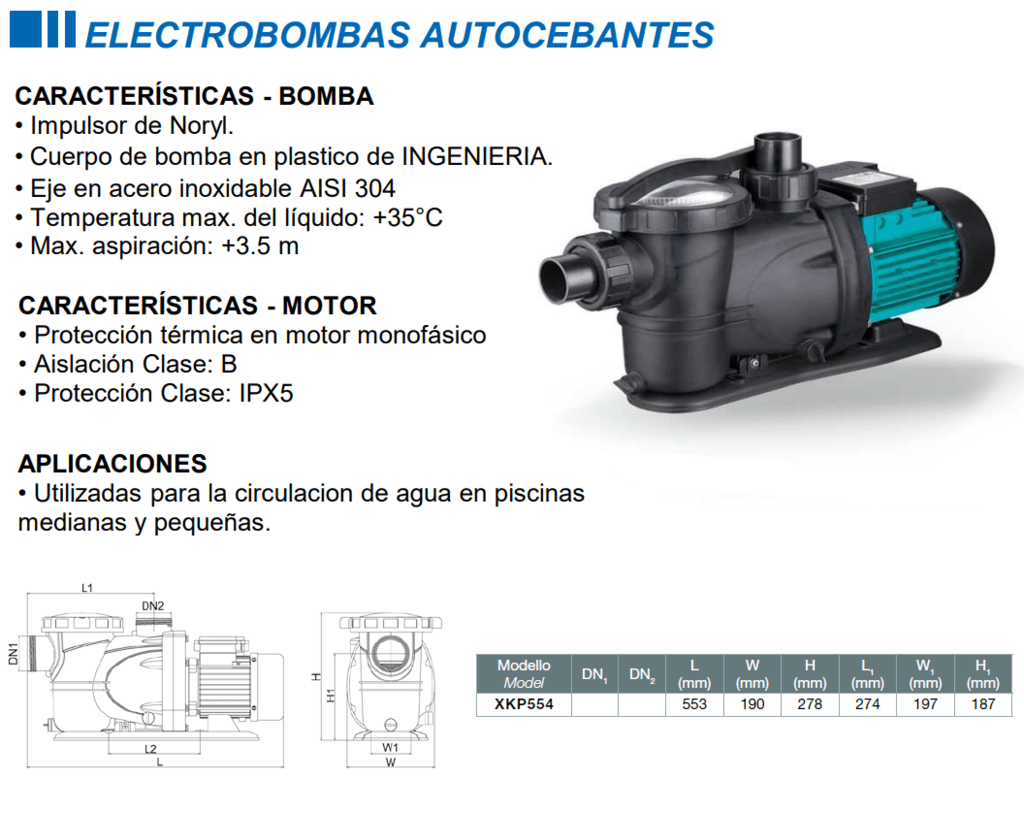 ELECTROBOMBAS AUTOCEBANTES
CARACTERÍSTICAS - BOMBA
• Impulsor de Noryl.
• Cuerpo de bomba en plastico de INGENIERIA.
• Eje en acero inoxidable AISI 304
• Temperatura max. del líquido: +35°C
• Max. aspiración: +3.5 m
CARACTERÍSTICAS - MOTOR
• Protección térmica en motor monofásico
• Aislación Clase: B
• Protección Clase: IPX5
APLICACIONES
• Utilizadas para la circulacion de agua en piscinas
medianas y pequeñas.
L1
DN2
DN1
L2
L
H
H1
W1
W
Modello Model DN1 DN2 L (mm) W (mm) H (mm) L1 (mm) W1 (mm) H1 (mm)
XKP554 553 190 278 274 197 187